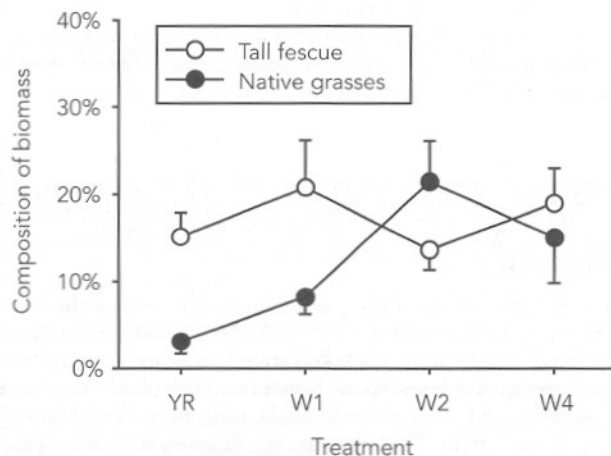 40%
Tall fescue
Native grasses
30%
20%
10%
0%
Composition of biomass
YR W1 W2 W4
Treatment